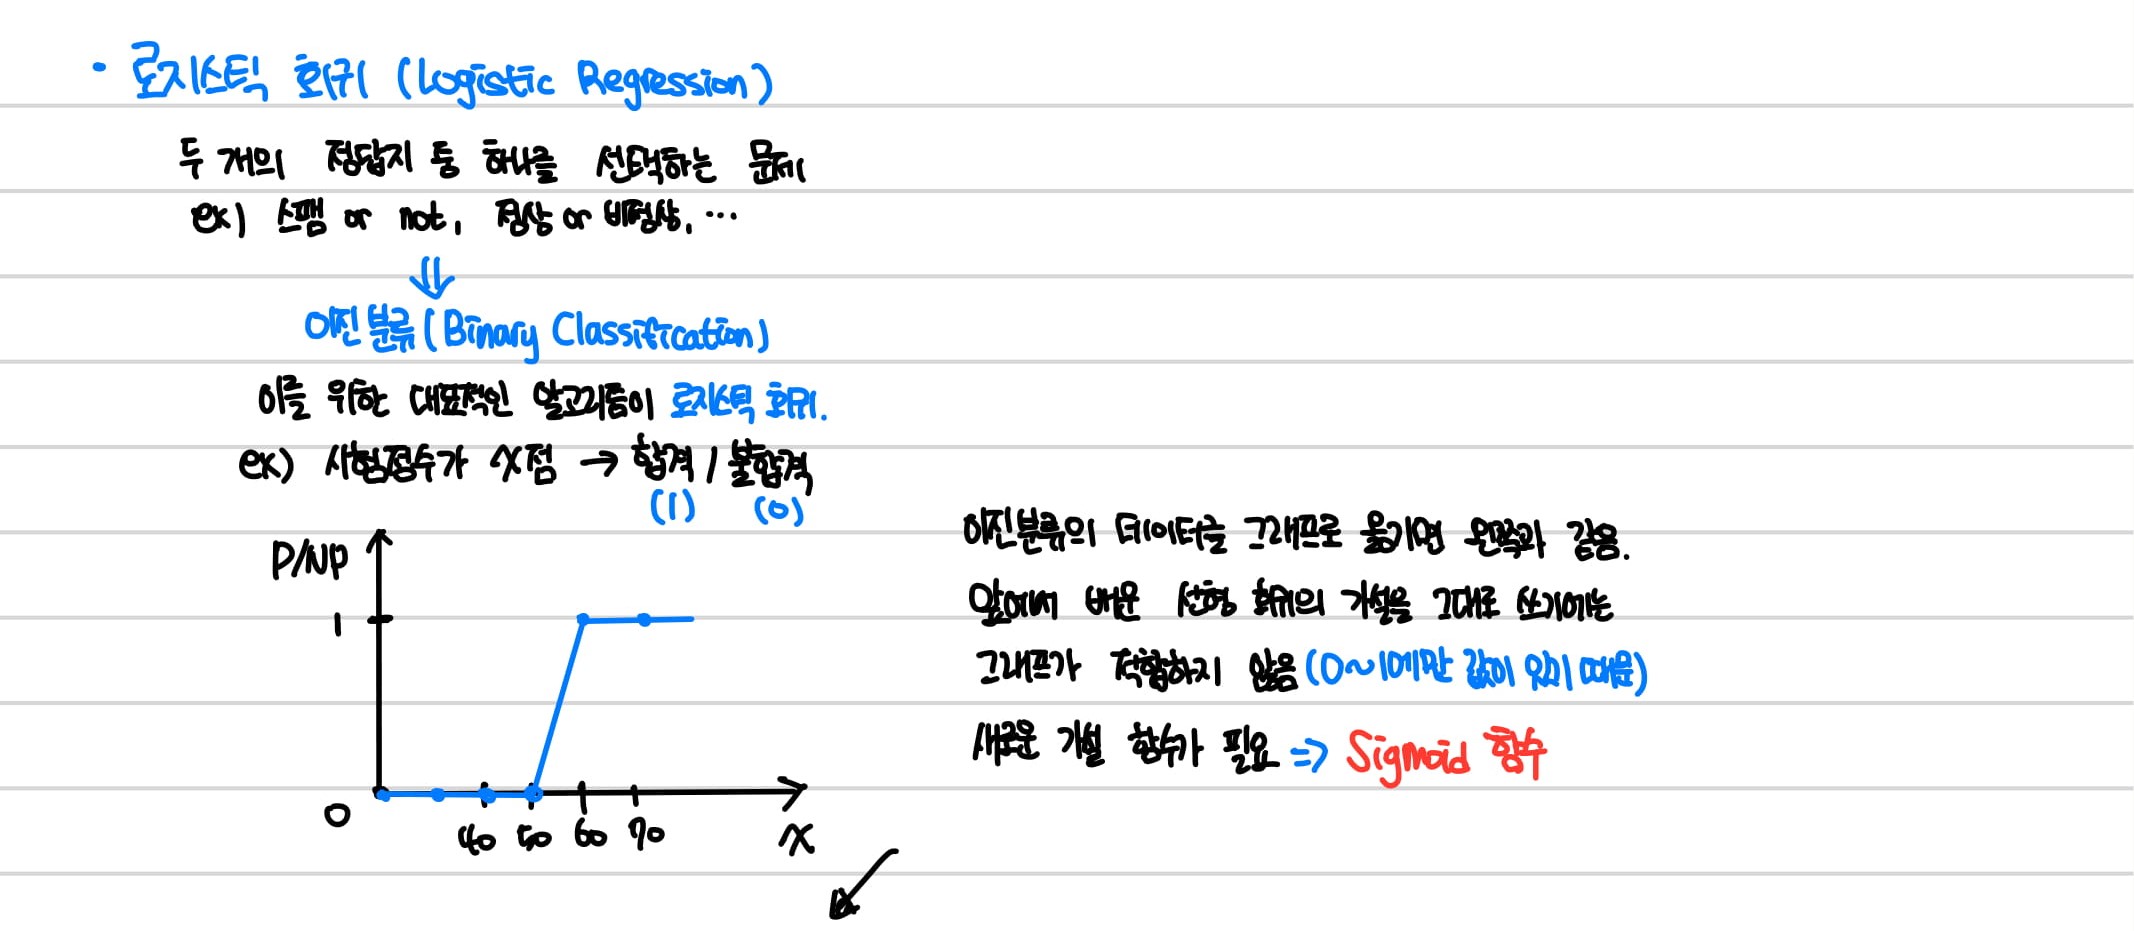 · 로지스틱 회귀 (Logistic Regression)
두 개의 정답지 중 하나를 선택하는 문제
ex) 스팸 or not, 정상 or 비정상, ...
⇓
이진 분류 (Binary Classification)
이를 위한 대표적인 알고리즘이 로지스틱 회귀.
ex) 시험점수가 x점 → 합격 / 불합격
(1) (0)
P/NP
1
0
40 50 60 70
x
이진분류의 데이터를 그래프로 옮기면 왼쪽과 같음.
앞에서 배운 선형 회귀의 가설을 그대로 쓰기에는
그래프가 적합하지 않음 (0~1에만 값이 있기 때문)
새로운 가설 함수가 필요 => Sigmoid 함수